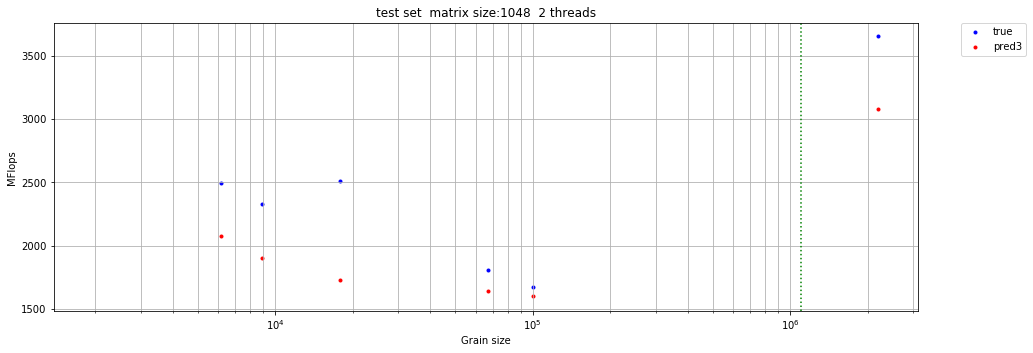 test set  matrix size:1048  2 threads
true
pred3
3500
3000
2500
2000
1500
MFlops
10^4
10^5
10^6
Grain size